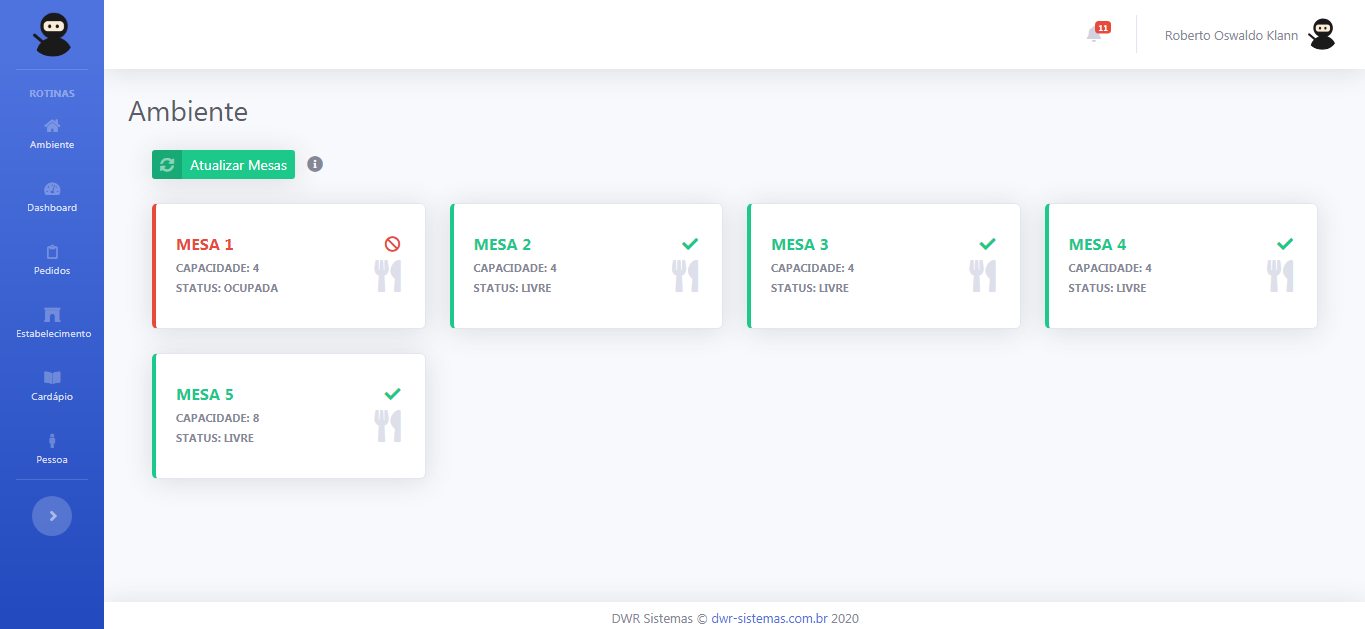 11
Roberto Oswaldo Klann
ROTINAS
Ambiente
Dashboard
Pedidos
Estabelecimento
Cardápio
Pessoa
Ambiente
Atualizar Mesas
MESA 1
CAPACIDADE: 4
STATUS: OCUPADA
MESA 2
CAPACIDADE: 4
STATUS: LIVRE
MESA 3
CAPACIDADE: 4
STATUS: LIVRE
MESA 4
CAPACIDADE: 4
STATUS: LIVRE
MESA 5
CAPACIDADE: 8
STATUS: LIVRE
DWR Sistemas © dwr-sistemas.com.br 2020